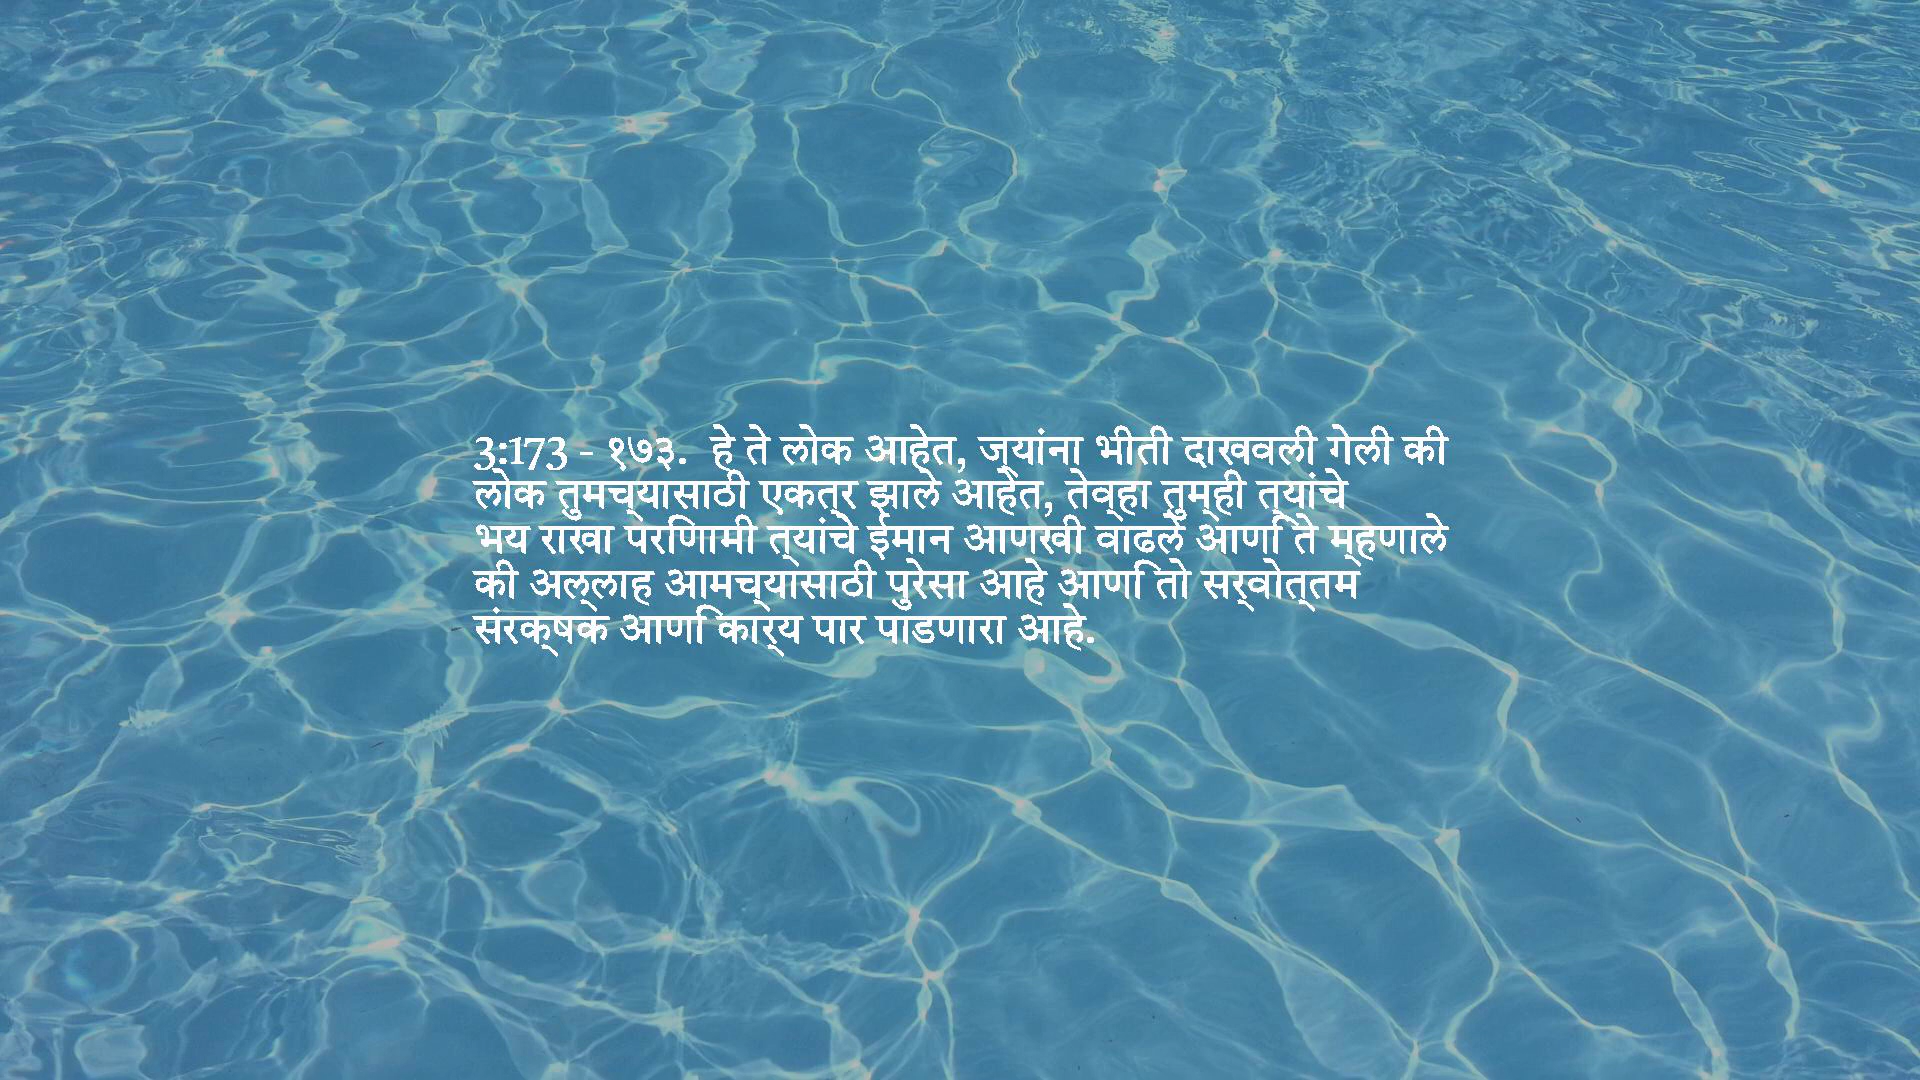 3:173 - १७३. हे ते लोक आहेत, ज्यांना भीती दाखवली गेली की
लोक तुमच्यासाठी एकत्र झाले आहेत, तेव्हा तुम्ही त्यांचे
भय राखा परिणामी त्यांचे ईमान आणखी वाढले आणि ते म्हणाले
की अल्लाह आमच्यासाठी पुरेसा आहे आणि तो सर्वोत्तम
संरक्षक आणि कार्य पार पाडणारा आहे.